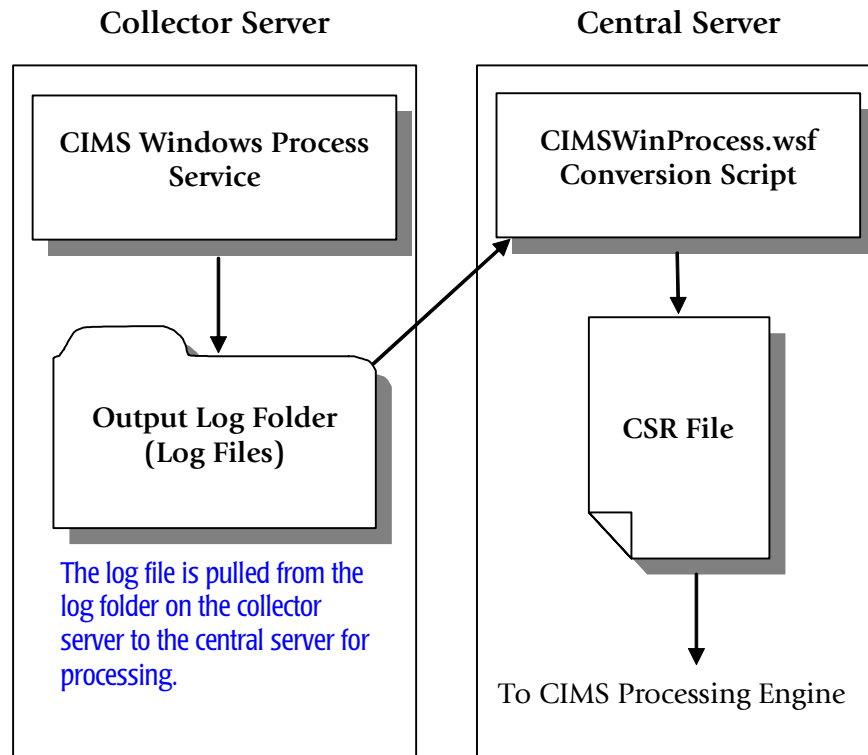 Collector Server
CIMS Windows Process
Service
Output Log Folder
(Log Files)
The log file is pulled from the
log folder on the collector
server to the central server for
processing.
Central Server
CIMSWinProcess.wsf
Conversion Script
CSR File
To CIMS Processing Engine